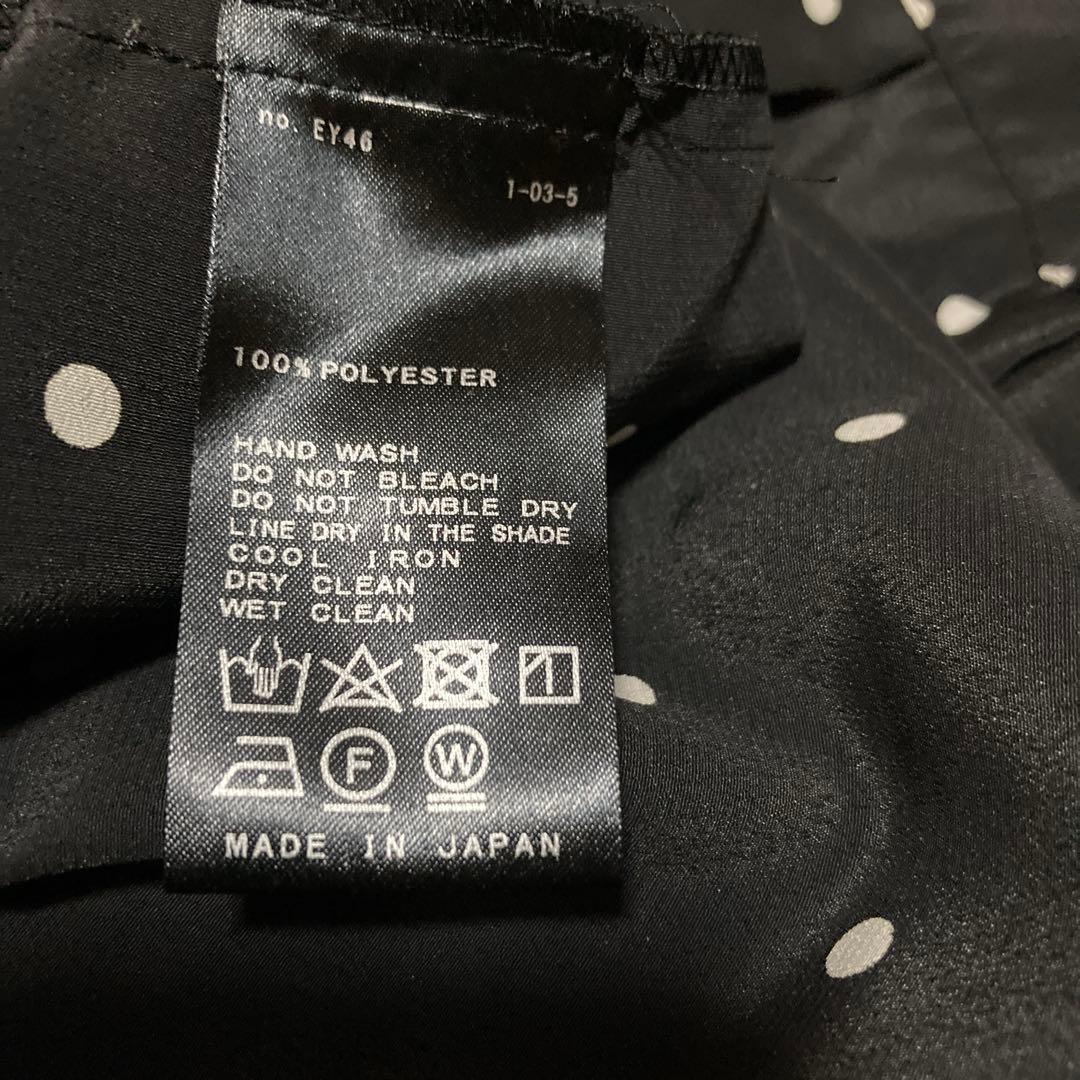 no. EY46
1-03-5
100% POLYESTER
HAND WASH
DO NOT BLEACH
DO NOT TUMBLE DRY
LINE DRY IN THE SHADE
COOL IRON
DRY CLEAN
WET CLEAN
F W
MADE IN JAPAN